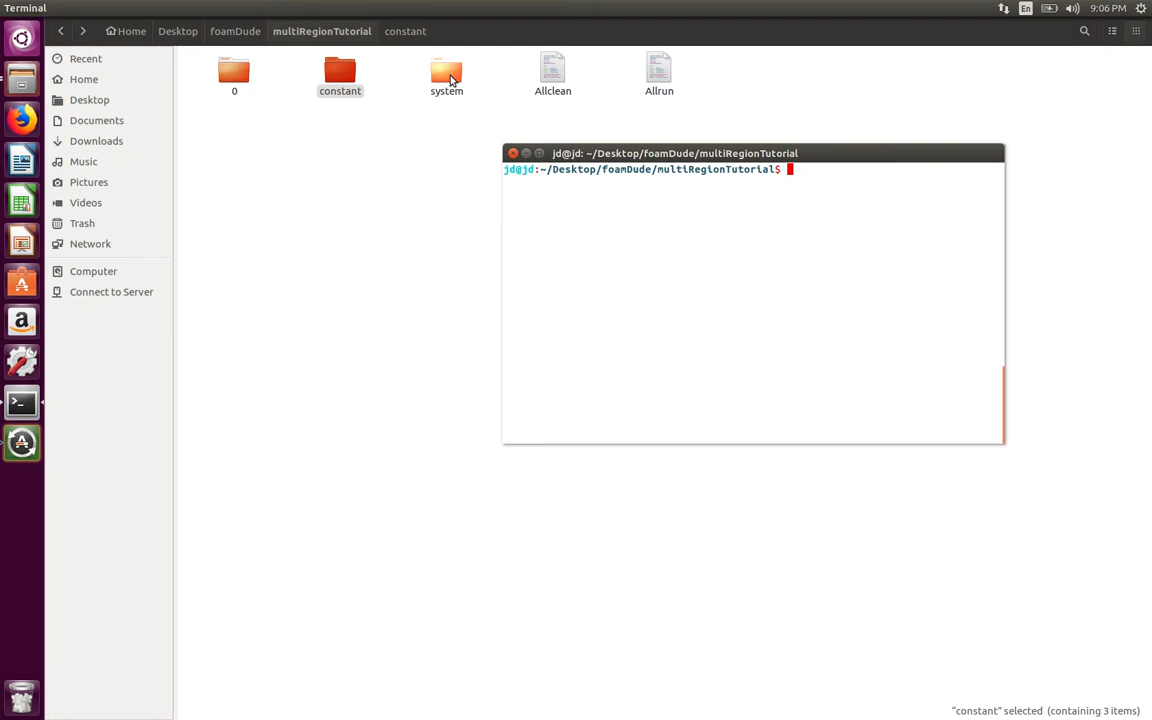 Terminal
En
9:06 PM
Home
Desktop
foamDude
multiRegionTutorial
constant
Recent
Home
Desktop
Documents
Downloads
Music
Pictures
Videos
Trash
Network
Computer
Connect to Server
0
constant
system
Allclean
Allrun
jd@jd: ~/Desktop/foamDude/multiRegionTutorial
jd@jd:~/Desktop/foamDude/multiRegionTutorial$
“constant” selected (containing 3 items)